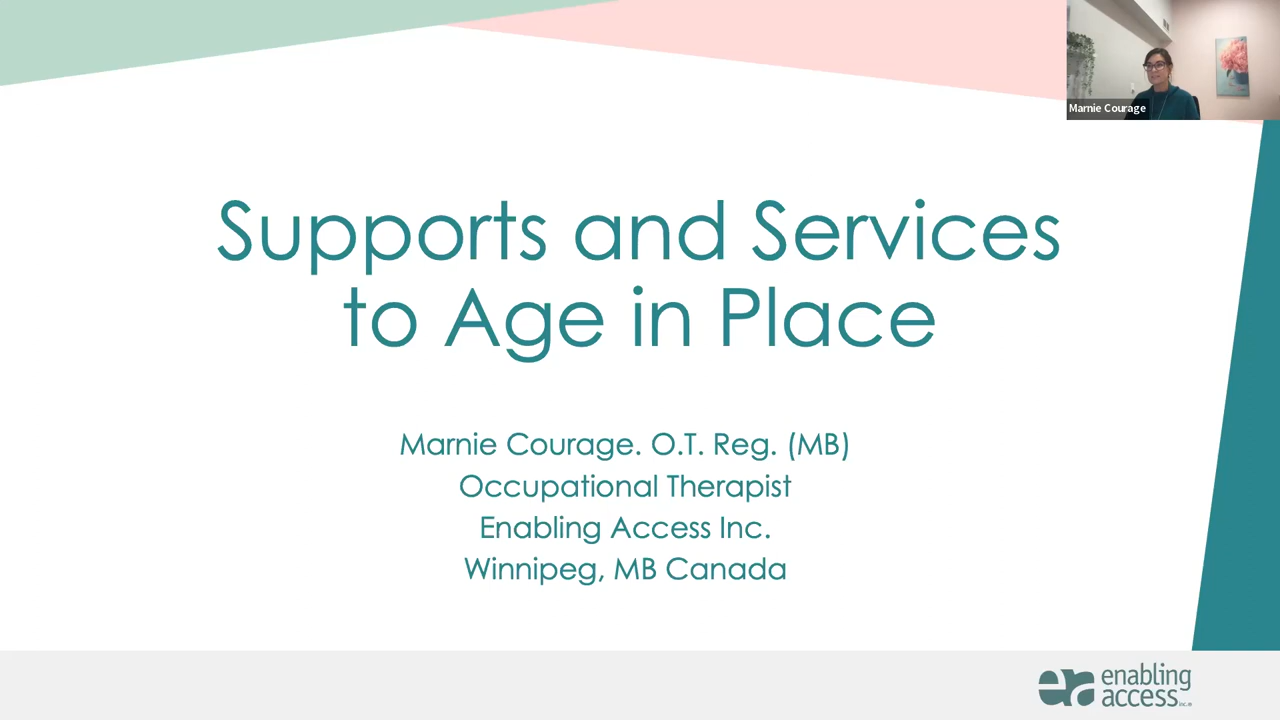 Marnie Courage
Supports and Services
to Age in Place
Marnie Courage. O.T. Reg. (MB)
Occupational Therapist
Enabling Access Inc.
Winnipeg, MB Canada
enabling
access inc.®